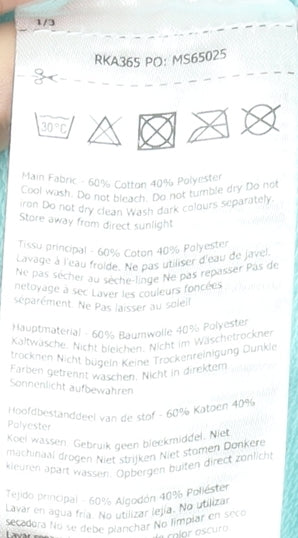 1/3
RKA365 PO: MS65025
30°C
Main Fabric - 60% Cotton 40% Polyester
Cool wash. Do not bleach. Do not tumble dry Do not
iron Do not dry clean Wash dark colours separately.
Store away from direct sunlight
Tissu principal - 60% Coton 40% Polyester
Lavage à l'eau froide. Ne pas utiliser d'eau de javel.
Ne pas sécher au sèche-linge Ne pas repasser Pas de
nettoyage à sec Laver les couleurs foncées
séparément. Ne Pas laisser au soleil
Hauptmaterial - 60% Baumwolle 40% Polyester
Kaltwäsche. Nicht bleichen. Nicht im Wäschetrockner
trocknen Nicht bügeln Keine Trockenreinigung Dunkle
Farben getrennt waschen. Nicht in direktem
Sonnenlicht aufbewahren
Hoofdbestanddeel van de stof - 60% Katoen 40%
Polyester
Koel wassen. Gebruik geen bleekmiddel. Niet
machinaal drogen Niet strijken Niet stomen Donkere
kleuren apart wassen. Opbergen buiten direct zonlicht
Tejido principal - 60% Algodón 40% Poliéster
Lavar en agua fría. No utilizar lejía. No utilizar
secadora No se debe planchar No limpiar en seco
Lavar de color oscuro